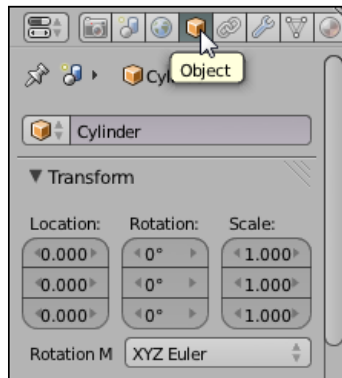 Cy
Object
Cylinder
Transform
Location: Rotation: Scale:
0.000 0° 1.000
0.000 0° 1.000
0.000 0° 1.000
Rotation M XYZ Euler